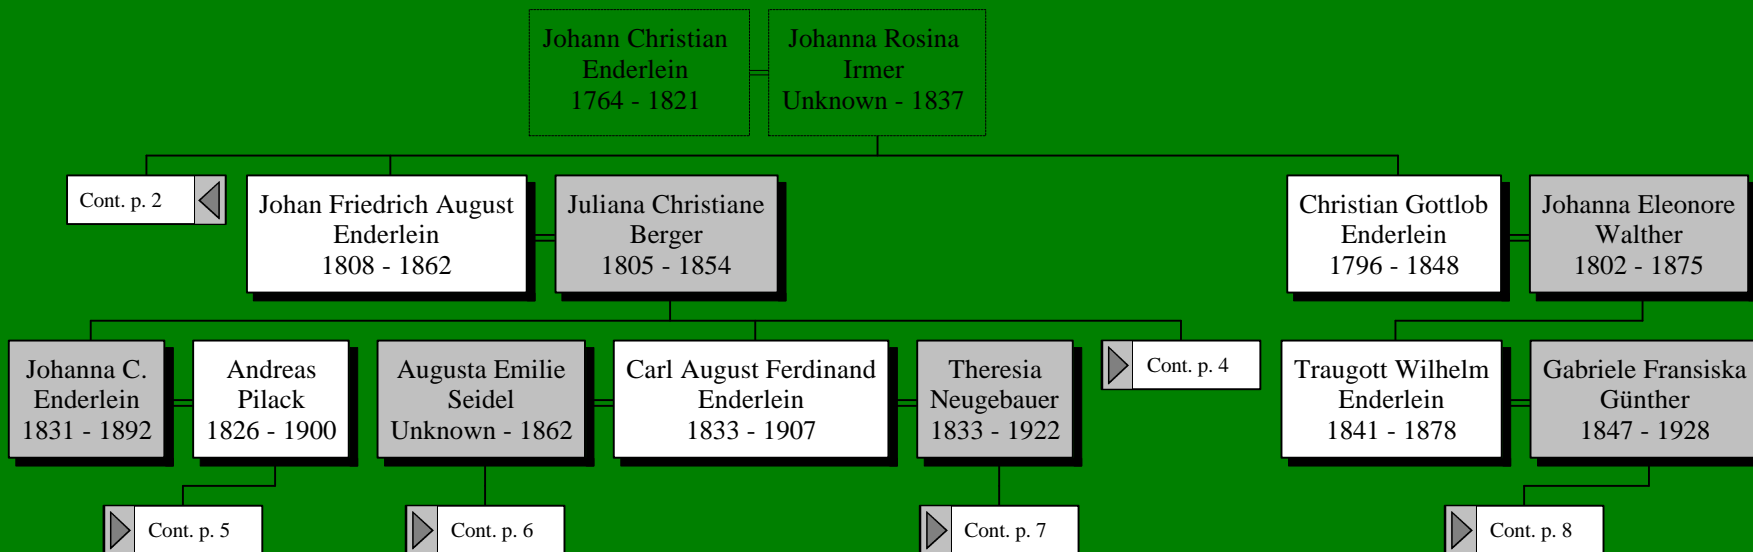 Johann Christian
Enderlein
1764 - 1821
Johanna Rosina
Irmer
Unknown - 1837
Cont. p. 2
Johan Friedrich August
Enderlein
1808 - 1862
Juliana Christiane
Berger
1805 - 1854
Christian Gottlob
Enderlein
1796 - 1848
Johanna Eleonore
Walther
1802 - 1875
Johanna C.
Enderlein
1831 - 1892
Andreas
Pilack
1826 - 1900
Augusta Emilie
Seidel
Unknown - 1862
Carl August Ferdinand
Enderlein
1833 - 1907
Theresia
Neugebauer
1833 - 1922
Cont. p. 4
Traugott Wilhelm
Enderlein
1841 - 1878
Gabriele Fransiska
Günther
1847 - 1928
Cont. p. 5
Cont. p. 6
Cont. p. 7
Cont. p. 8